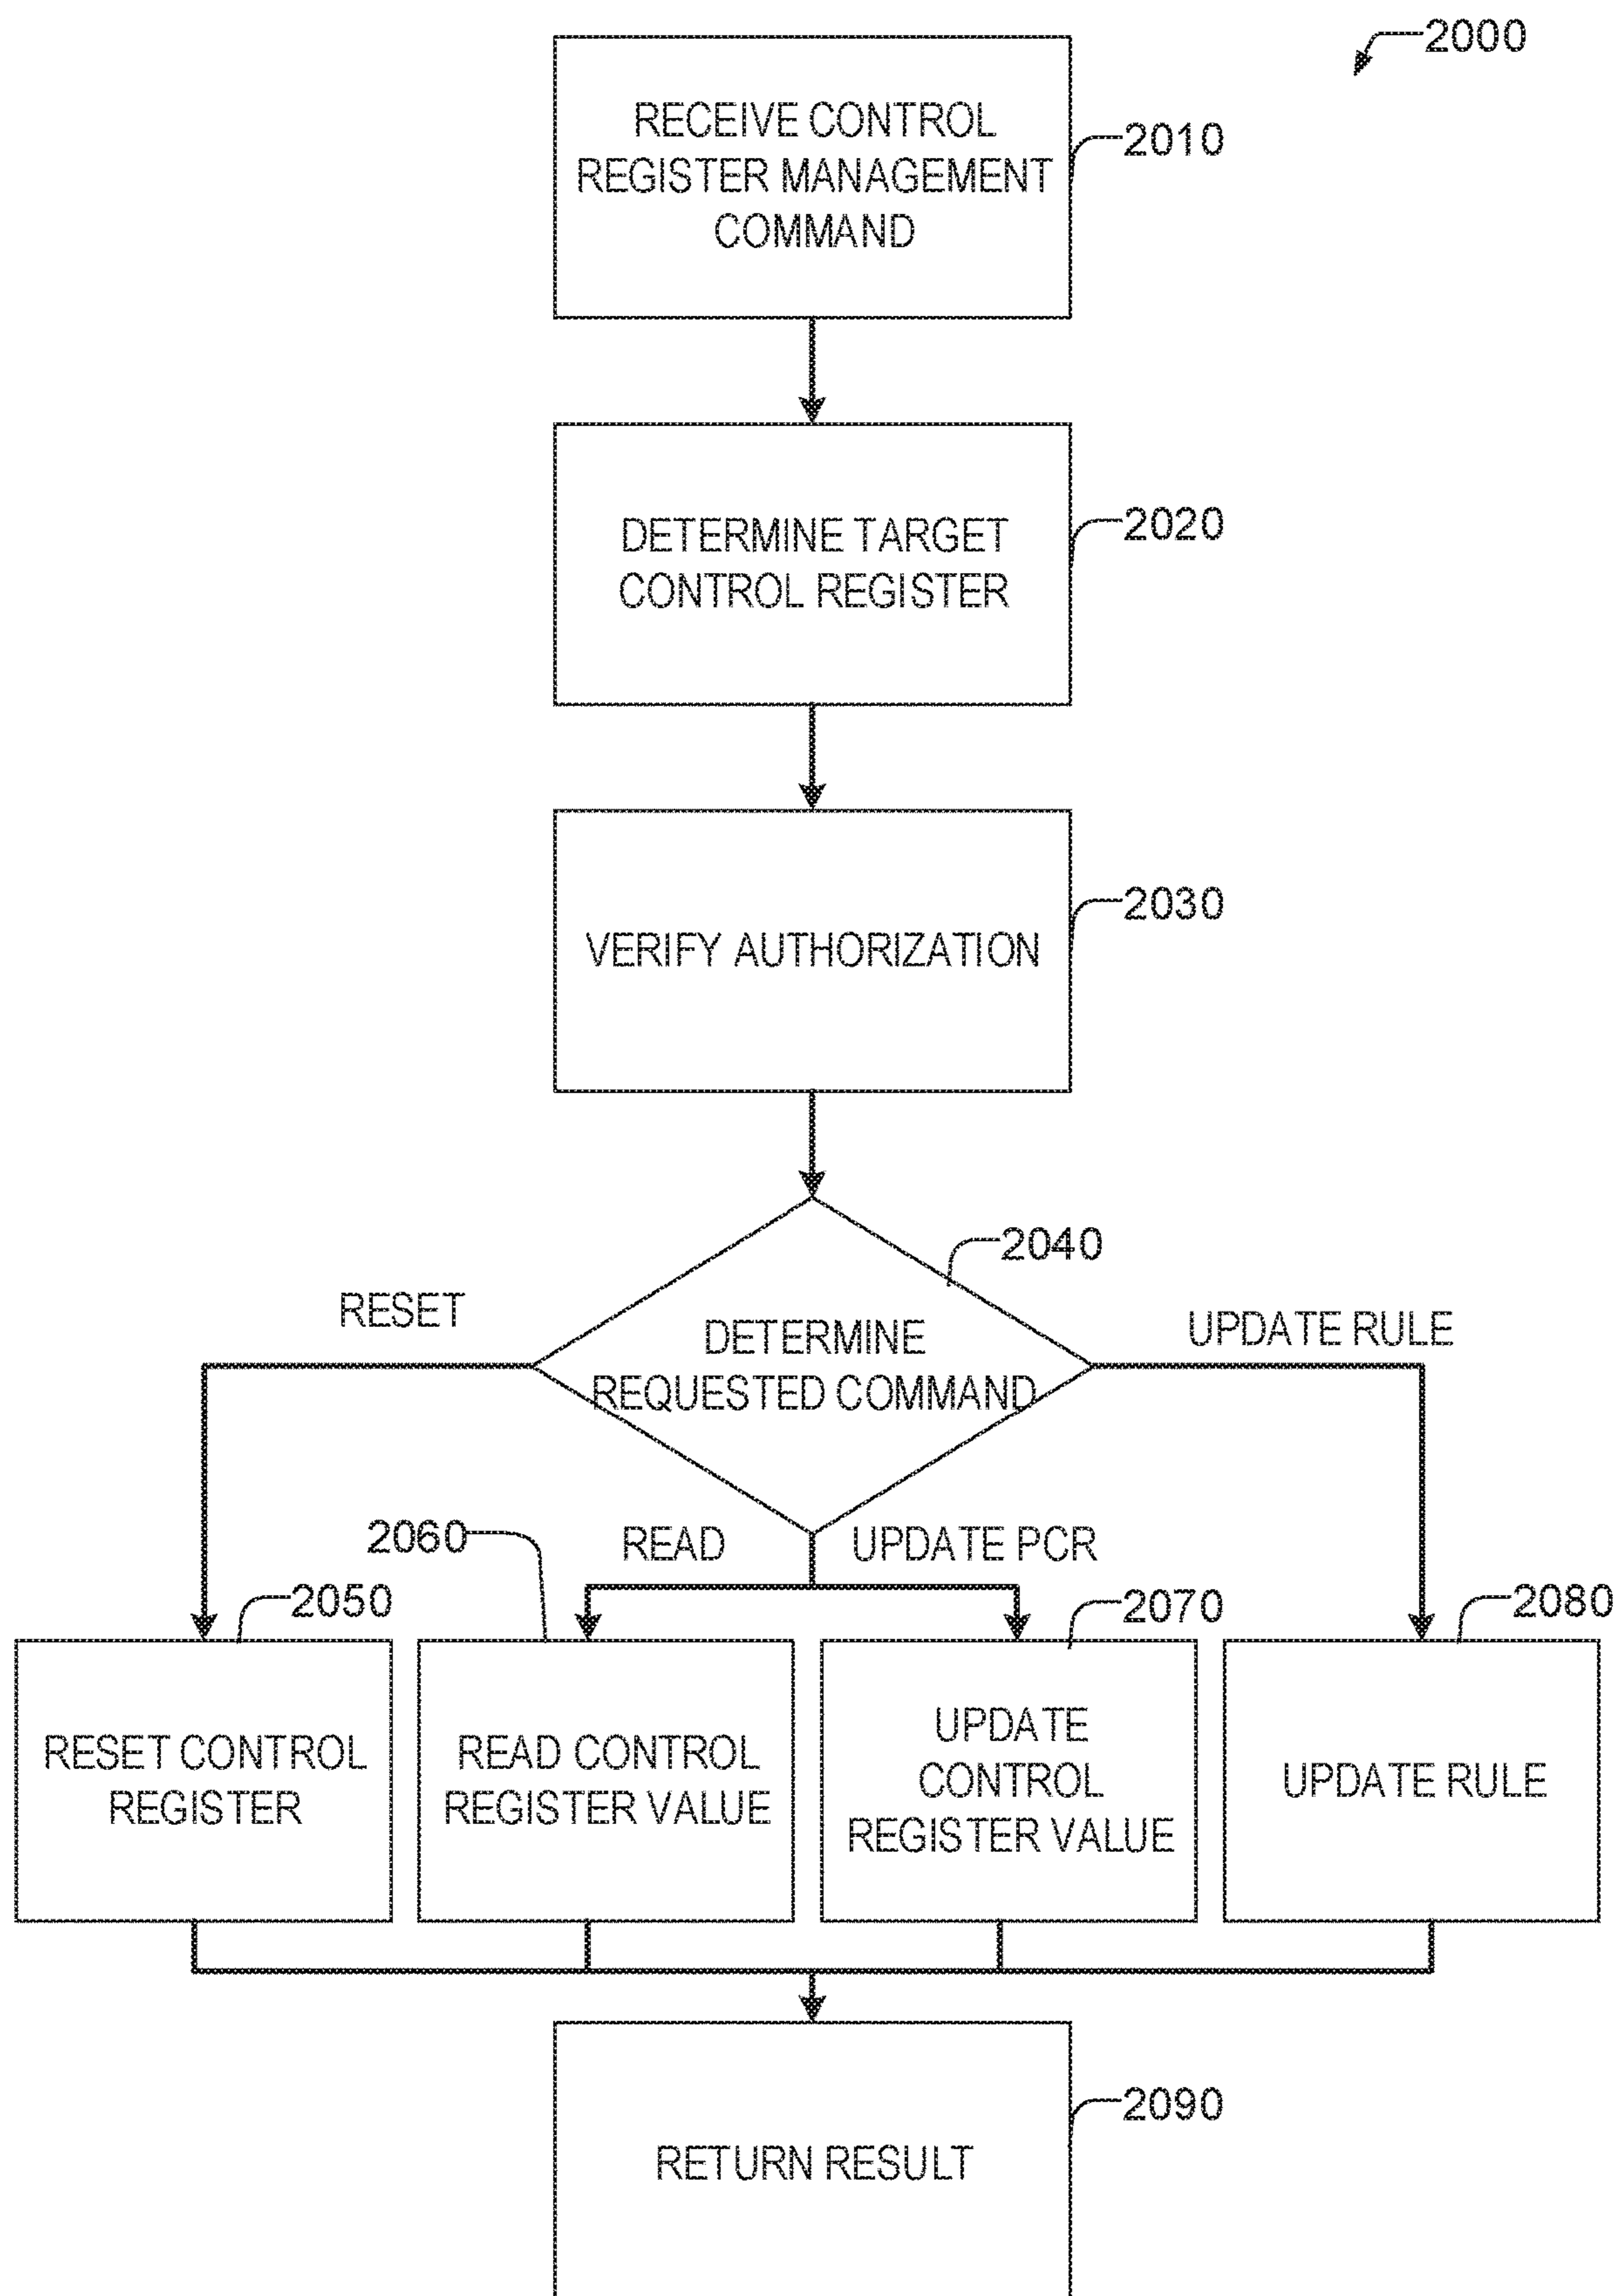 2000
RECEIVE CONTROL
REGISTER MANAGEMENT
COMMAND
2010
DETERMINE TARGET
CONTROL REGISTER
2020
VERIFY AUTHORIZATION
2030
2040
RESET
DETERMINE
REQUESTED COMMAND
UPDATE RULE
2060
READ
UPDATE PCR
2050
2070
2080
RESET CONTROL
REGISTER
READ CONTROL
REGISTER VALUE
UPDATE
CONTROL
REGISTER VALUE
UPDATE RULE
2090
RETURN RESULT